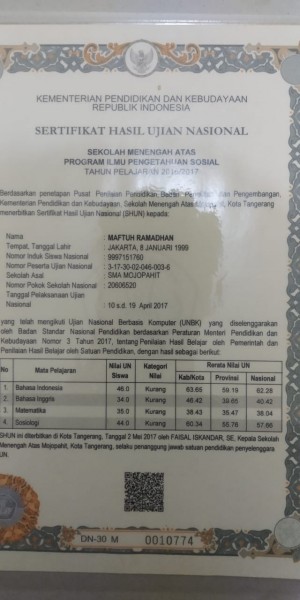 KEMENTERIAN PENDIDIKAN DAN KEBUDAYAAN
REPUBLIK INDONESIA
SERTIFIKAT HASIL UJIAN NASIONAL
SEKOLAH MENENGAH ATAS
PROGRAM ILMU PENGETAHUAN SOSIAL
TAHUN PELAJARAN 2016/2017
Berdasarkan penetapan Pusat Penilaian Pendidikan Badan Penelitian dan Pengembangan,
Kementerian Pendidikan dan Kebudayaan, Sekolah Menengah Atas Mojopahit, Kota Tangerang
menerbitkan Sertifikat Hasil Ujian Nasional (SHUN) kepada:
Nama : MAFTUH RAMADHAN
Tempat, Tanggal Lahir : JAKARTA, 8 JANUARI 1999
Nomor Induk Siswa Nasional : 9997151760
Nomor Peserta Ujian Nasional : 3-17-30-02-046-003-6
Sekolah Asal : SMA MOJOPAHIT
Nomor Pokok Sekolah Nasional : 20606520
Tanggal Pelaksanaan Ujian
Nasional : 10 s.d. 19 April 2017
yang telah mengikuti Ujian Nasional Berbasis Komputer (UNBK) yang diselenggarakan
oleh Badan Standar Nasional Pendidikan berdasarkan Peraturan Menteri Pendidikan dan
Kebudayaan Nomor 3 Tahun 2017, tentang Penilaian Hasil Belajar oleh Pemerintah dan
Penilaian Hasil Belajar oleh Satuan Pendidikan, dengan hasil sebagai berikut:
No Mata Pelajaran Nilai UN Siswa Kategori Nilai Rerata Nilai UN
Kab/Kota Provinsi Nasional
1. Bahasa Indonesia 46.0 Kurang 63.66 59.19 62.28
2. Bahasa Inggris 34.0 Kurang 46.42 39.65 40.42
3. Matematika 35.0 Kurang 38.43 35.47 38.04
4. Sosiologi 44.0 Kurang 60.34 55.76 57.66
SHUN ini diterbitkan di Kota Tangerang, Tanggal 2 Mei 2017 oleh FAISAL ISKANDAR, SE, Kepala Sekolah
Menengah Atas Mojopahit, Kota Tangerang, selaku penanggung jawab satuan pendidikan penyelenggara
UN.
DN-30 M 0010774